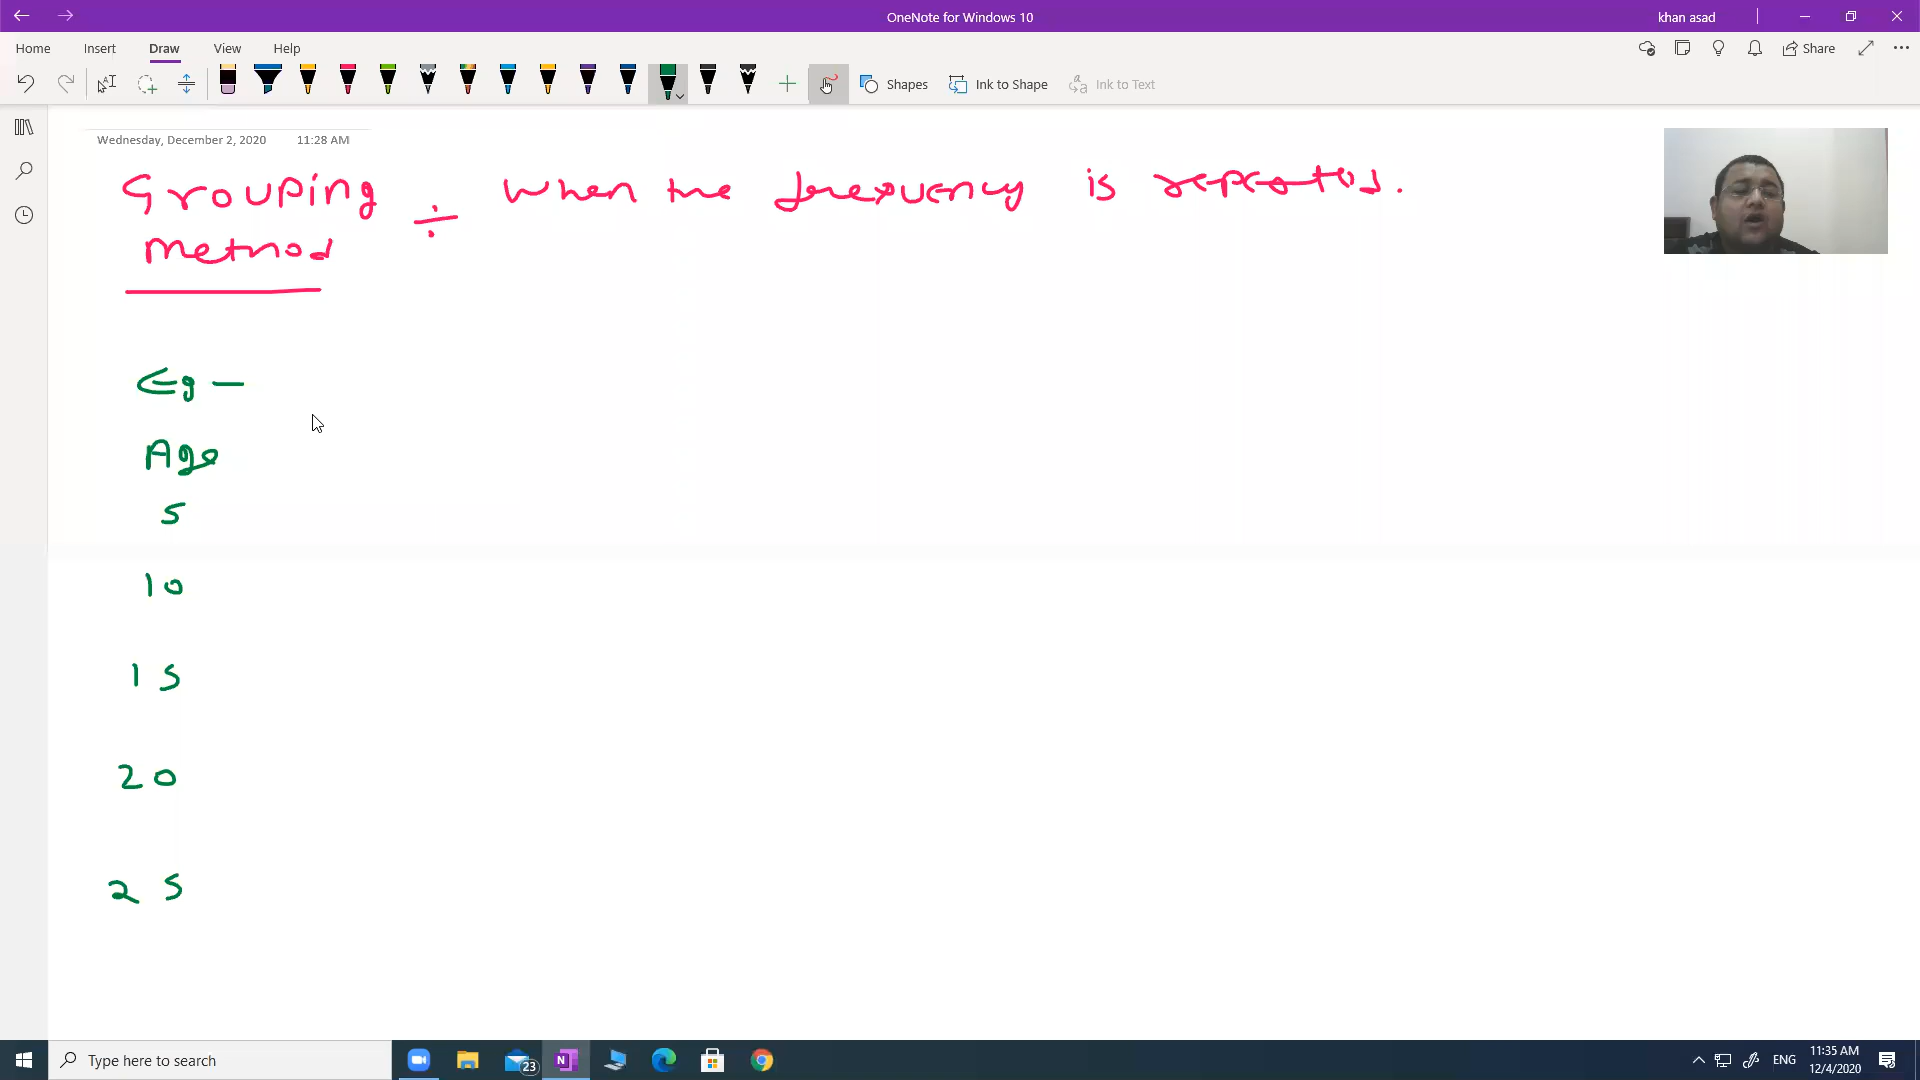 OneNote for Windows 10
khan asad
Home Insert Draw View Help
Share
Shapes Ink to Shape Ink to Text
Wednesday, December 2, 2020 11:28 AM
Grouping ÷ when the frequency is repeated.
Method
Eg —
Age
5
10
15
20
25
Type here to search
23
N
ENG
11:35 AM
12/4/2020